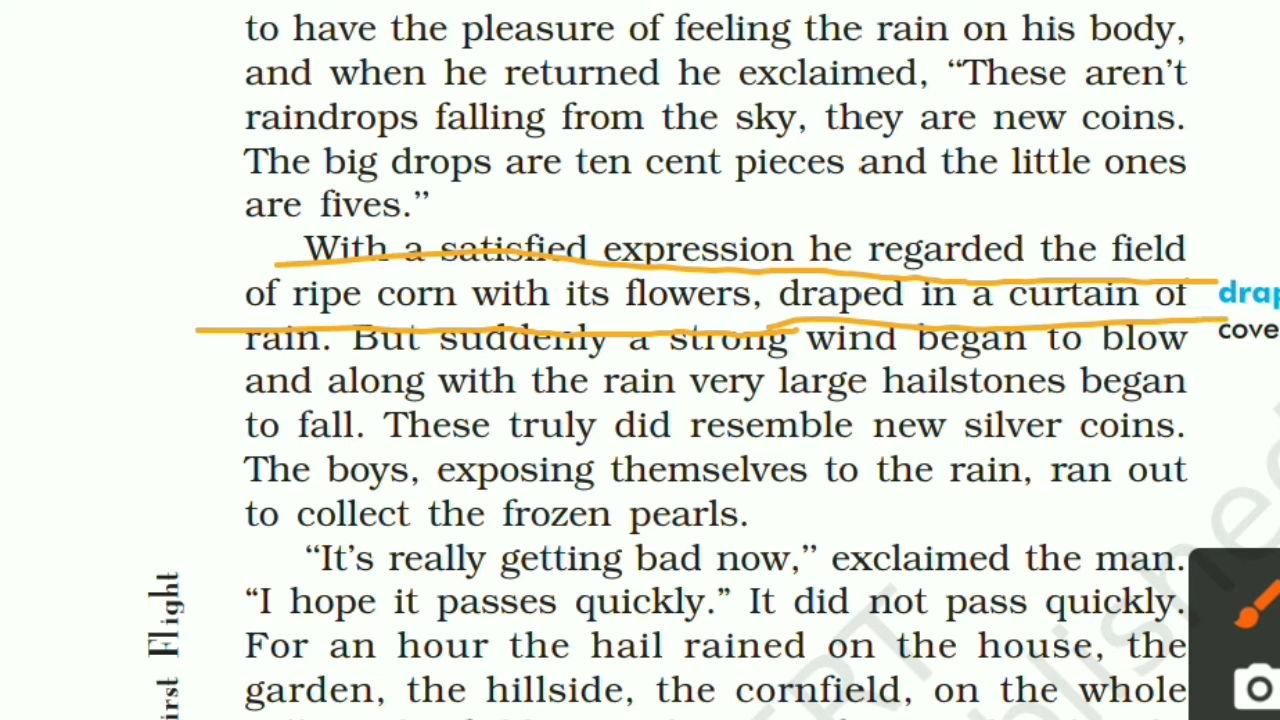 to have the pleasure of feeling the rain on his body,
and when he returned he exclaimed, “These aren’t
raindrops falling from the sky, they are new coins.
The big drops are ten cent pieces and the little ones
are fives.”
With a satisfied expression he regarded the field
of ripe corn with its flowers, draped in a curtain of
rain. But suddenly a strong wind began to blow
and along with the rain very large hailstones began
to fall. These truly did resemble new silver coins.
The boys, exposing themselves to the rain, ran out
to collect the frozen pearls.
“It’s really getting bad now,” exclaimed the man.
“I hope it passes quickly.” It did not pass quickly.
For an hour the hail rained on the house, the
garden, the hillside, the cornfield, on the whole
Flight